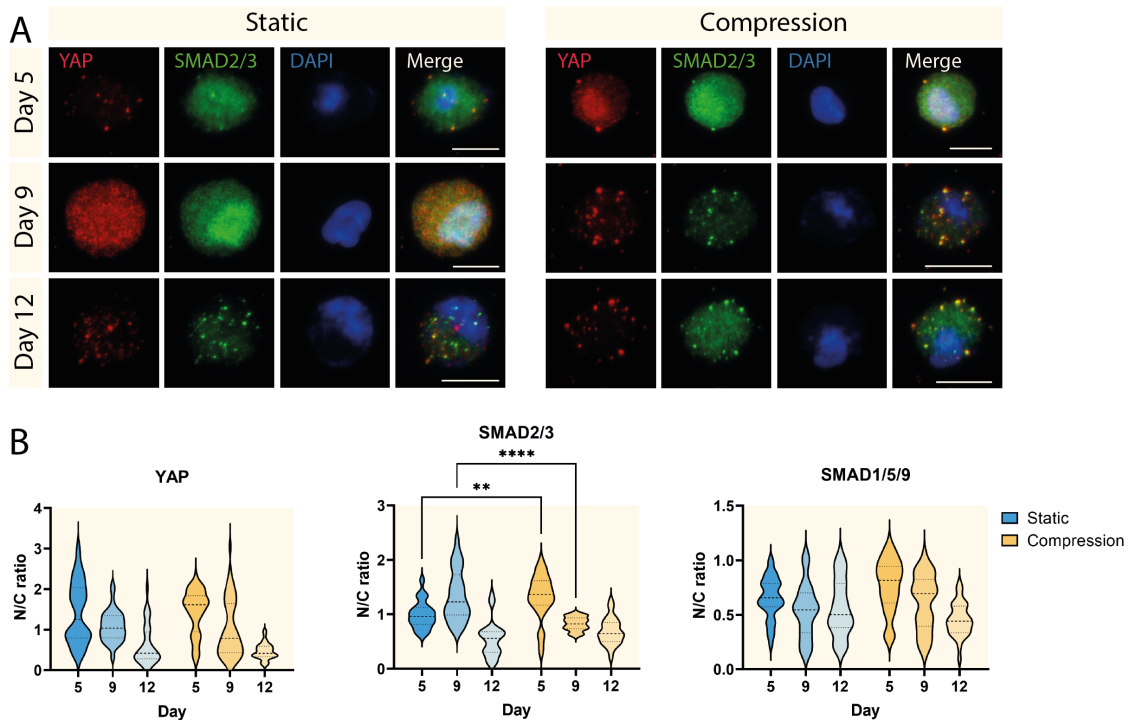 A
Static
Compression
Day 5
YAP
SMAD2/3
DAPI
Merge
YAP
SMAD2/3
DAPI
Merge
Day 9
Day 12
B
YAP
N/C ratio
4
3
2
1
0
5 9 12 5 9 12
Day
SMAD2/3
****
**
N/C ratio
3
2
1
0
5 9 12 5 9 12
Day
SMAD1/5/9
N/C ratio
1.5
1.0
0.5
0.0
5 9 12 5 9 12
Day
Static
Compression